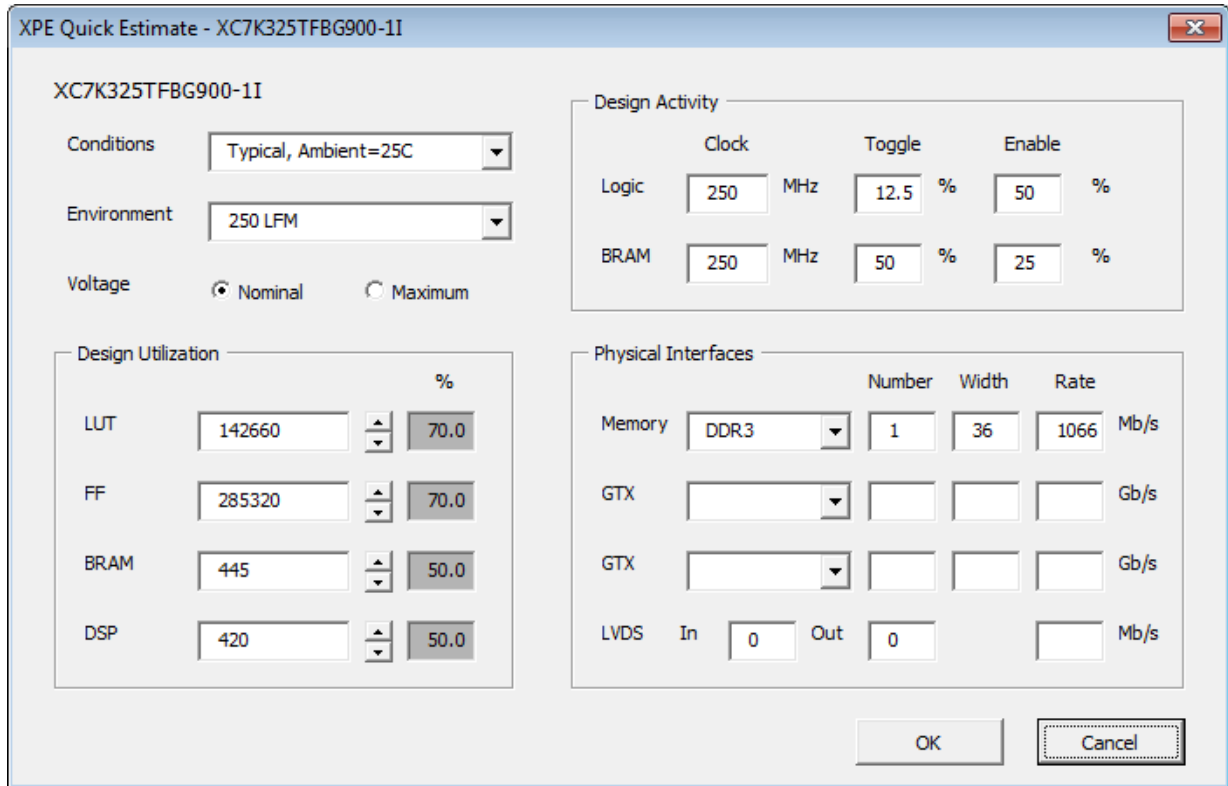 XPE Quick Estimate - XC7K325TFBG900-1I
XC7K325TFBG900-1I
Conditions Typical, Ambient=25C
Environment 250 LFM
Voltage Nominal Maximum
Design Utilization
%
LUT 142660 70.0
FF 285320 70.0
BRAM 445 50.0
DSP 420 50.0
Design Activity
Clock Toggle Enable
Logic 250 MHz 12.5 % 50 %
BRAM 250 MHz 50 % 25 %
Physical Interfaces
Number Width Rate
Memory DDR3 1 36 1066 Mb/s
GTX Gb/s
GTX Gb/s
LVDS In 0 Out 0 Mb/s
OK Cancel